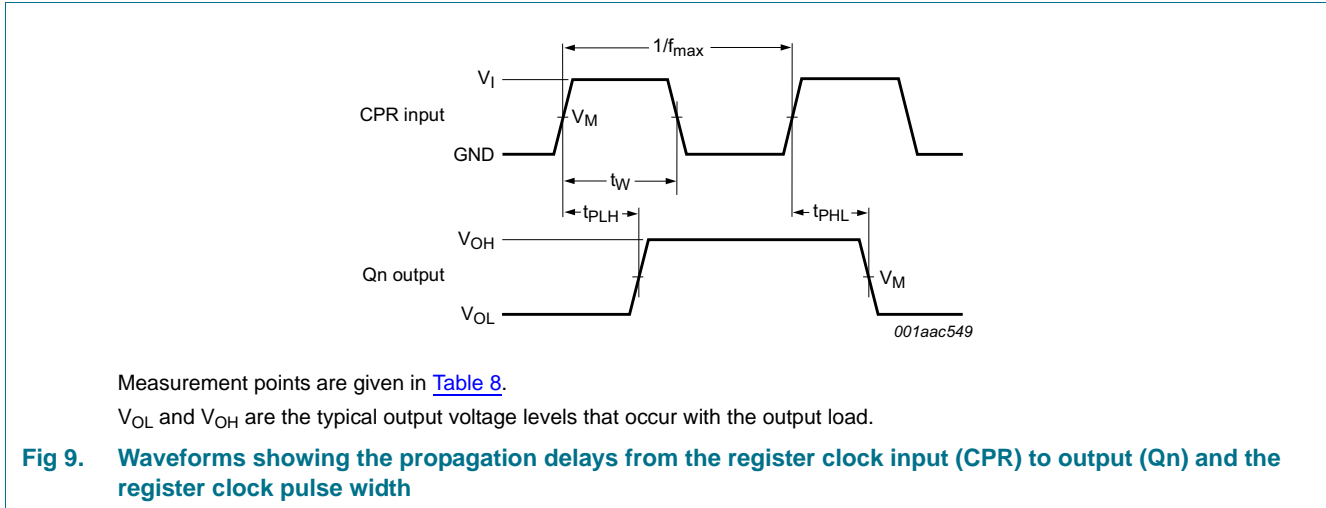 1/fmax
VI
CPR input
VM
GND
tW
tPLH
tPHL
VOH
Qn output
VM
VOL
001aac549
Measurement points are given in Table 8.
VOL and VOH are the typical output voltage levels that occur with the output load.
Fig 9. Waveforms showing the propagation delays from the register clock input (CPR) to output (Qn) and the
register clock pulse width